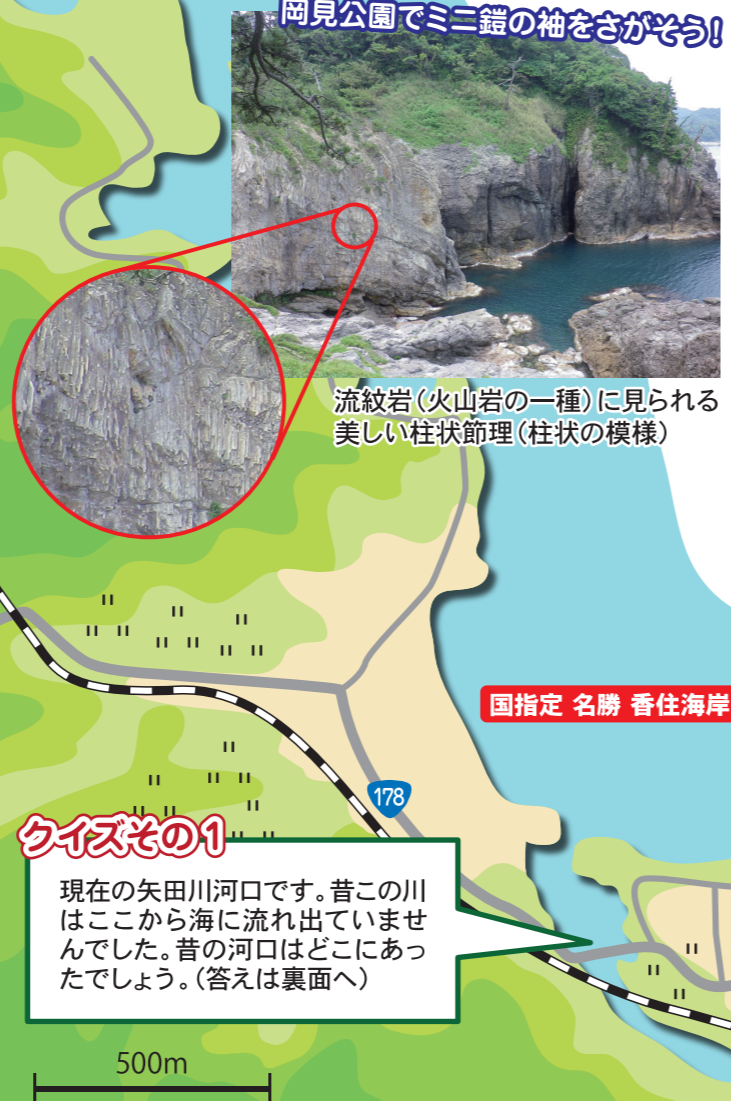 岡見公園でミニ鎧の袖をさがそう！
流紋岩（火山岩の一種）に見られる
美しい柱状節理（柱状の模様）
国指定 名勝 香住海岸
178
クイズその1
現在の矢田川河口です。昔この川
はここから海に流れ出ていませ
んでした。昔の河口はどこにあっ
たでしょう。（答えは裏面へ）
500m